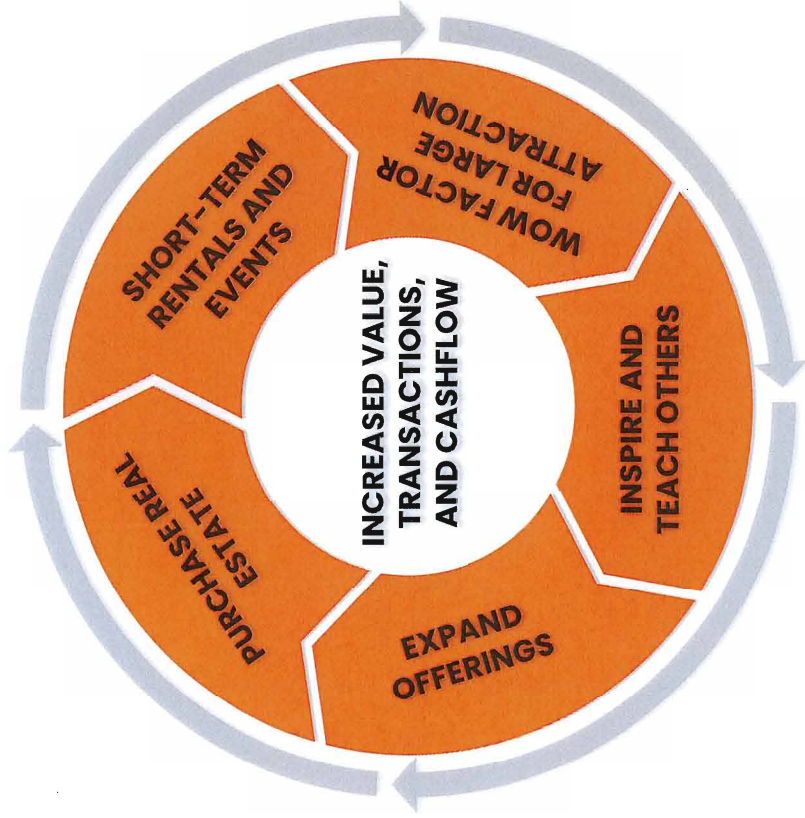 INCREASED VALUE,
TRANSACTIONS,
AND CASHFLOW
PURCHASE REAL
ESTATE
SHORT-TERM
RENTALS AND
EVENTS
WOW FACTOR
FOR LARGE
ATTRACTION
INSPIRE AND
TEACH OTHERS
EXPAND
OFFERINGS